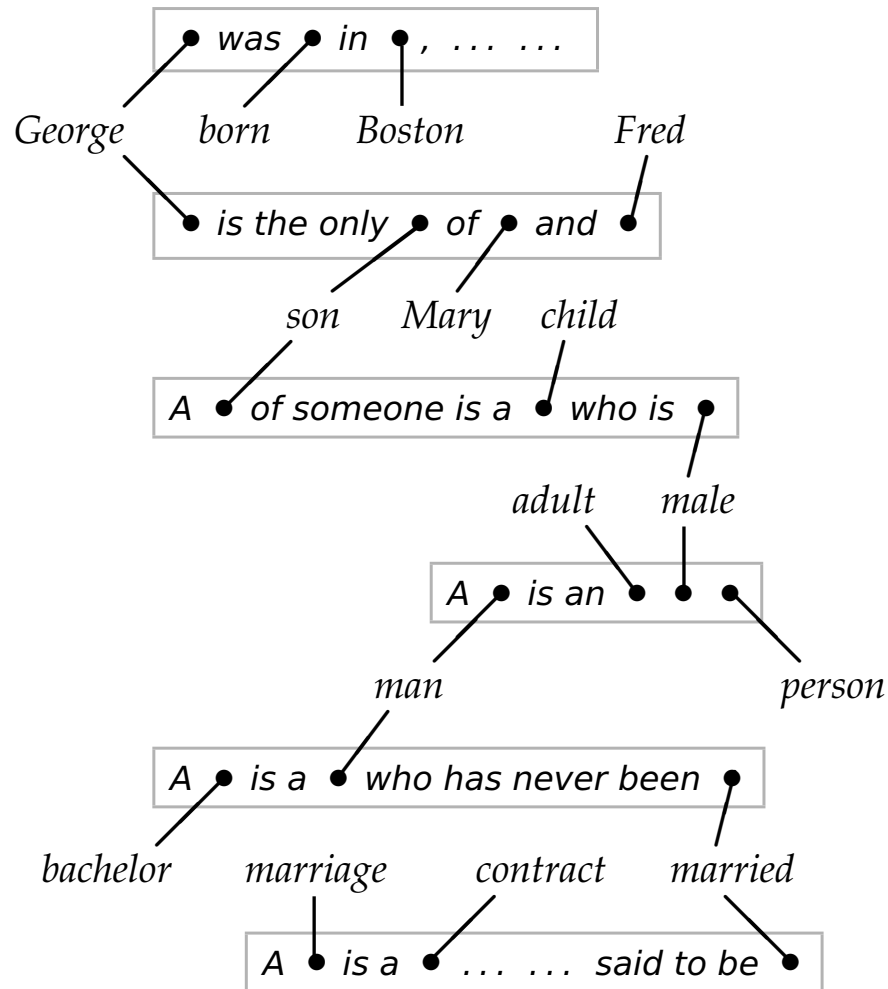 • was • in • , ... ...
George born Boston Fred
• is the only • of • and •
son Mary child
A • of someone is a • who is •
adult male
A • is an • • •
man person
A • is a • who has never been •
bachelor marriage contract married
A • is a • ... ... said to be •